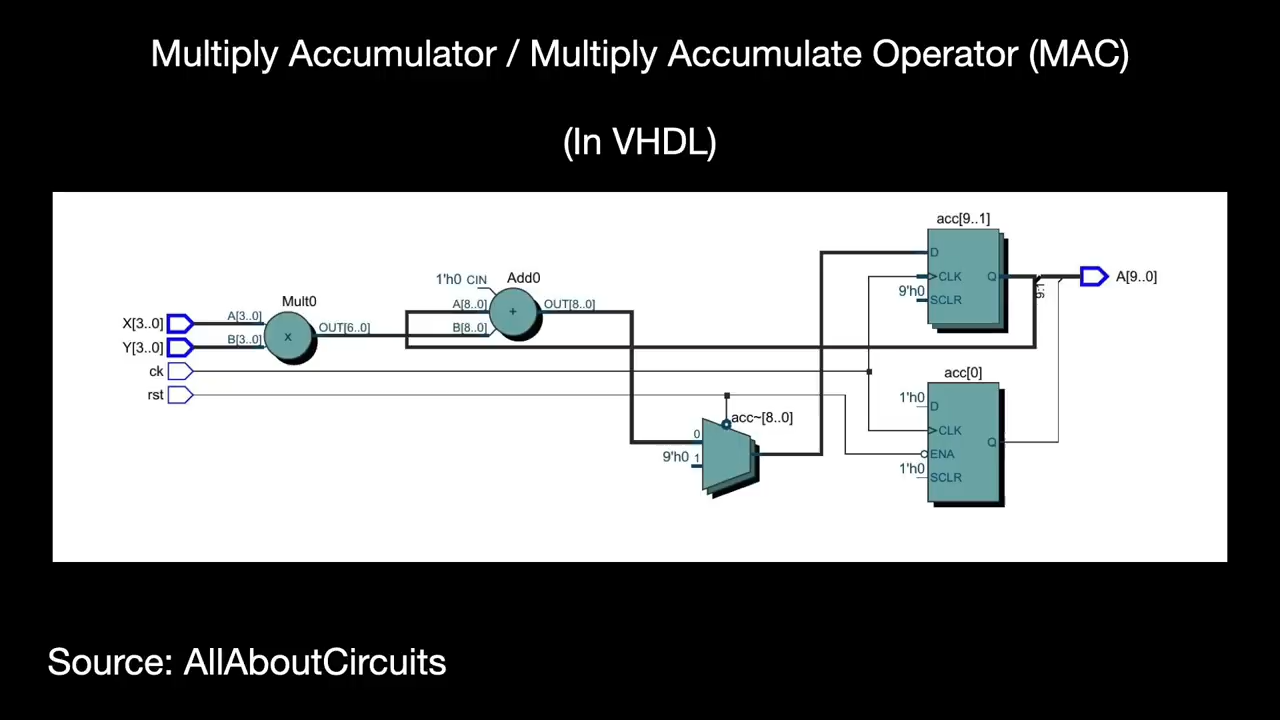 Multiply Accumulator / Multiply Accumulate Operator (MAC)
(In VHDL)
acc[9..1]
D
CLK
Q
9'h0 SCLR
9:1
A[9..0]
1'h0 CIN
Add0
A[8..0]
B[8..0]
+
OUT[8..0]
Mult0
X[3..0]
A[3..0]
Y[3..0]
B[3..0]
x
OUT[6..0]
ck
rst
acc~[8..0]
0
9'h0 1
acc[0]
1'h0 D
CLK
Q
ENA
1'h0 SCLR
Source: AllAboutCircuits